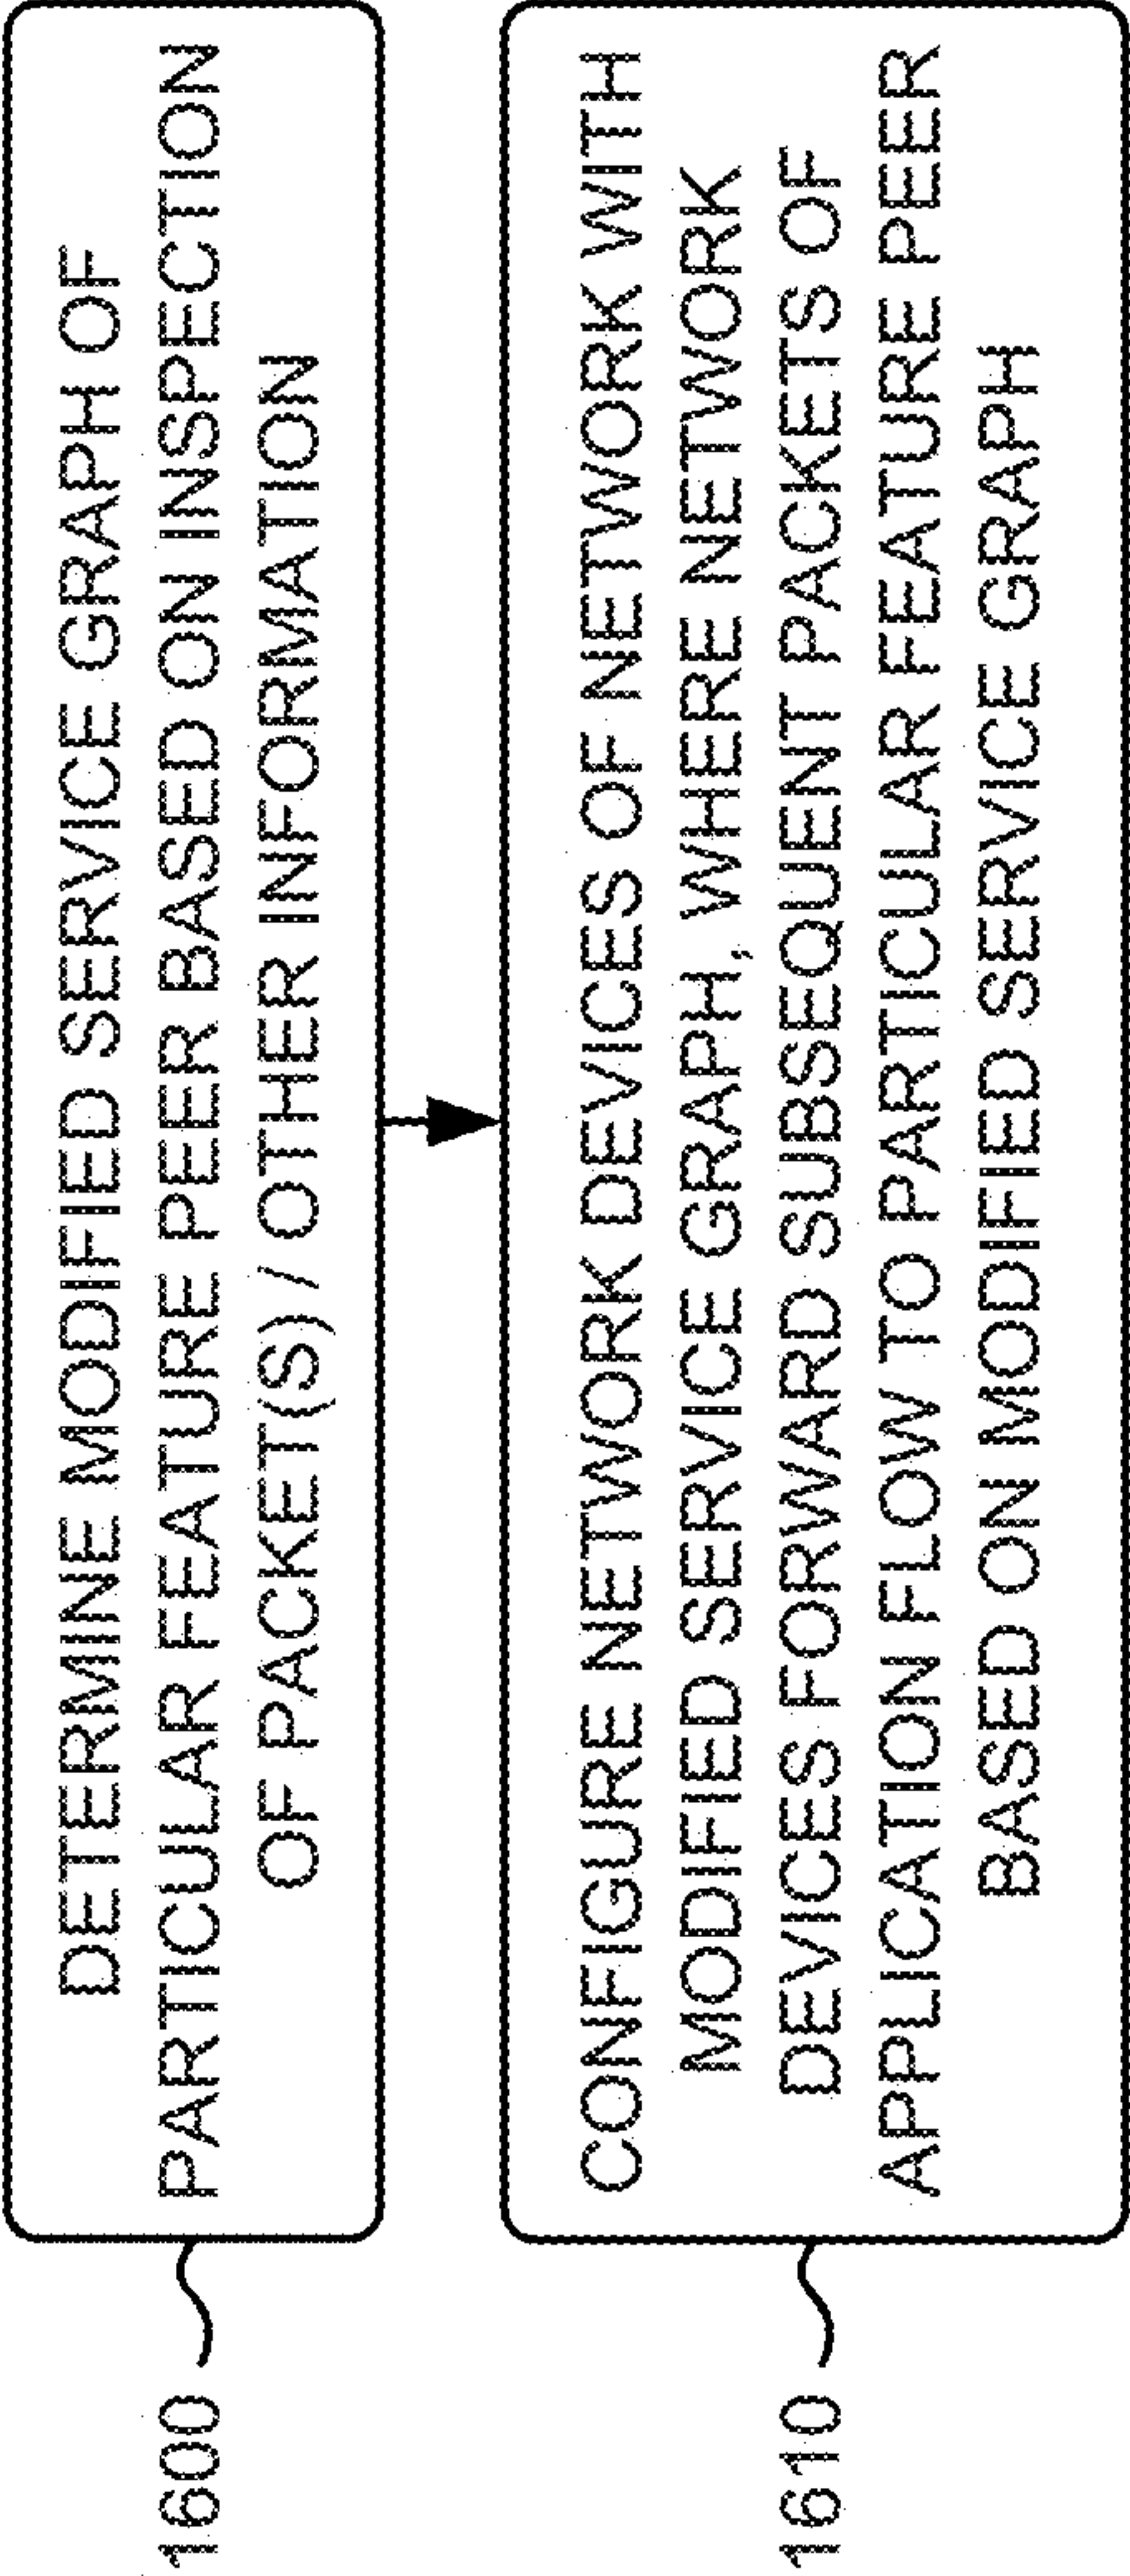 1600
DETERMINE MODIFIED SERVICE GRAPH OF
PARTICULAR FEATURE PEER BASED ON INSPECTION
OF PACKET(S) / OTHER INFORMATION
1610
CONFIGURE NETWORK DEVICES OF NETWORK WITH
MODIFIED SERVICE GRAPH, WHERE NETWORK
DEVICES FORWARD SUBSEQUENT PACKETS OF
APPLICATION FLOW TO PARTICULAR FEATURE PEER
BASED ON MODIFIED SERVICE GRAPH